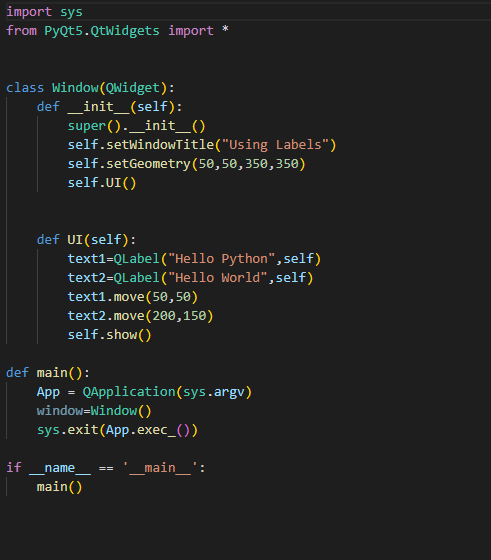 import sys
from PyQt5.QtWidgets import *
class Window(QWidget):
    def __init__(self):
        super().__init__()
        self.setWindowTitle("Using Labels")
        self.setGeometry(50,50,350,350)
        self.UI()
    def UI(self):
        text1=QLabel("Hello Python",self)
        text2=QLabel("Hello World",self)
        text1.move(50,50)
        text2.move(200,150)
        self.show()
def main():
    App = QApplication(sys.argv)
    window=Window()
    sys.exit(App.exec_())
if __name__ == '__main__':
    main()